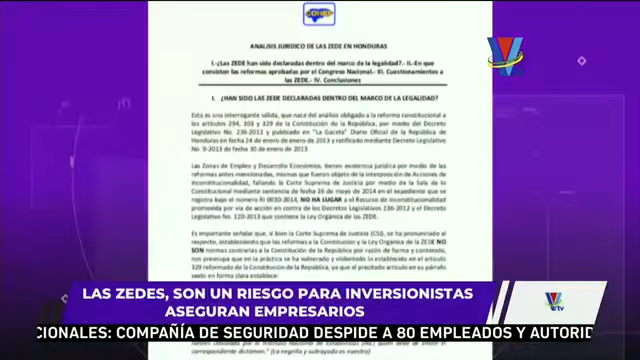 COHEP
ANALISIS JURIDICO DE LAS ZEDE EN HONDURAS
I.-¿Las ZEDE han sido declaradas dentro del marco de la legalidad?.- II.-En que
consisten las reformas aprobadas por el Congreso Nacional.- III. Cuestionamientos a
las ZEDE.- IV. Conclusiones
I. ¿HAN SIDO LAS ZEDE DECLARADAS DENTRO DEL MARCO DE LA LEGALIDAD?
Esta es una interrogante válida, que nace del análisis obligado a la reforma constitucional a
los artículos 294, 303 y 329 de la Constitución de la República, por medio del Decreto
Legislativo No. 236-2012 y publicado en "La Gaceta" Diario Oficial de la República de
Honduras en fecha 24 de enero de 2013 y ratificado mediante Decreto Legislativo
No. 9-2013 de fecha 30 de enero de 2013.
Las Zonas de Empleo y Desarrollo Económico, tienen existencia jurídica por medio de las
reformas antes mencionadas, mismas que fueron objeto de la interposición de Acciones de
Inconstitucionalidad, fallando la Corte Suprema de Justicia por medio de la Sala de lo
Constitucional mediante sentencia de fecha 26 de mayo de 2014 en el expediente que se
registra bajo el número RI 0030-2014, NO HA LUGAR a el Recurso de Inconstitucionalidad
promovida por vía de acción en contra de los Decretos Legislativos 236-2012 y el Decreto
Legislativo No. 120-2013 que contiene la Ley Orgánica de las ZEDE.
Es importante señalar que, si bien la Corte Suprema de Justicia (CSJ), se ha pronunciado al
respecto, estableciendo que las reformas a la Constitución y la Ley Orgánica de la ZEDE NO
SON normas contrarias a la Constitución de la República por razón de forma y contenido,
nos preocupa que en la práctica se ha vulnerado y violentado lo establecido en el artículo
329 reformado de la Constitución de la República, ya que el precitado artículo en su párrafo
sexto en forma clara establece:
correspondiente dictamen." (La negrita y subrayado es nuestro)
VTV
LAS ZEDES, SON UN RIESGO PARA INVERSIONISTAS
ASEGURAN EMPRESARIOS
VTV
CIONALES: COMPAÑÍA DE SEGURIDAD DESPIDE A 80 EMPLEADOS Y AUTORID